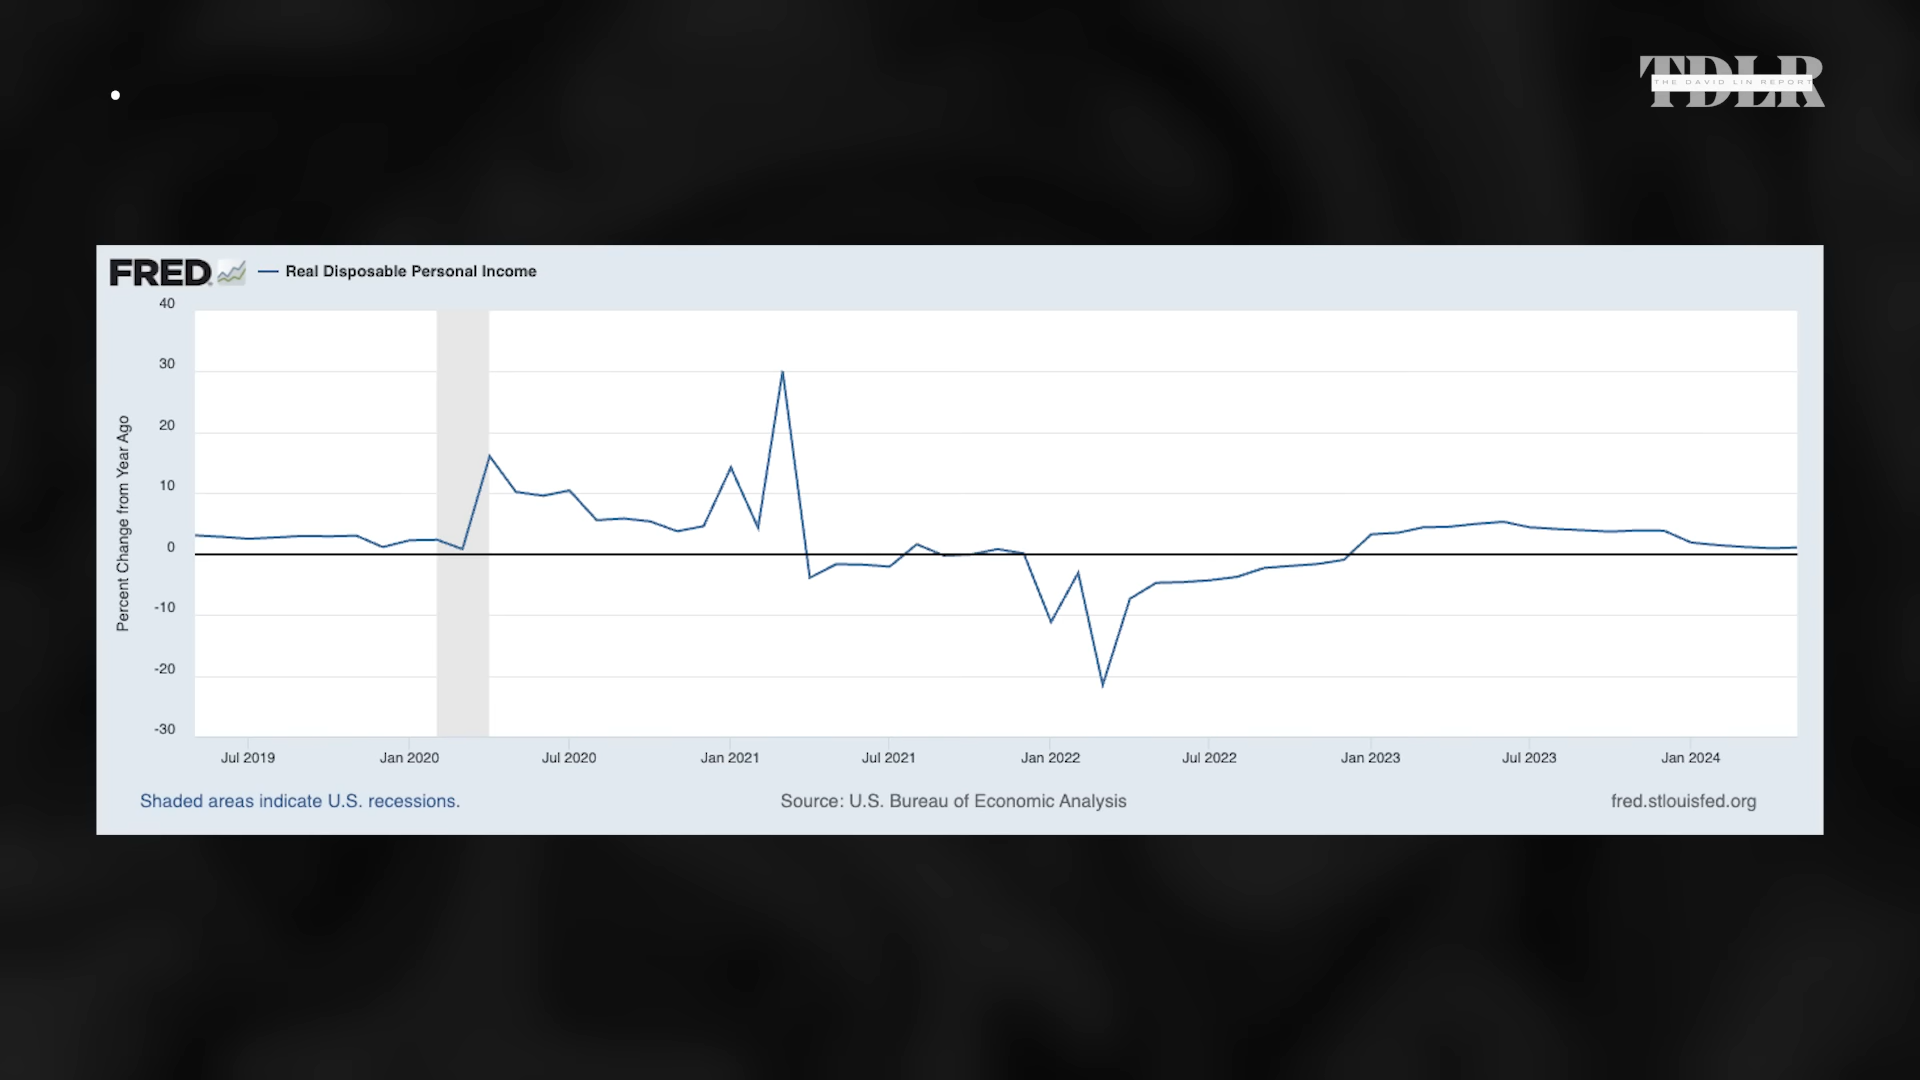 TDLR
THE DAVID LIN REPORT
FRED
Real Disposable Personal Income
Percent Change from Year Ago
40
30
20
10
0
-10
-20
-30
Jul 2019
Jan 2020
Jul 2020
Jan 2021
Jul 2021
Jan 2022
Jul 2022
Jan 2023
Jul 2023
Jan 2024
Shaded areas indicate U.S. recessions.
Source: U.S. Bureau of Economic Analysis
fred.stlouisfed.org